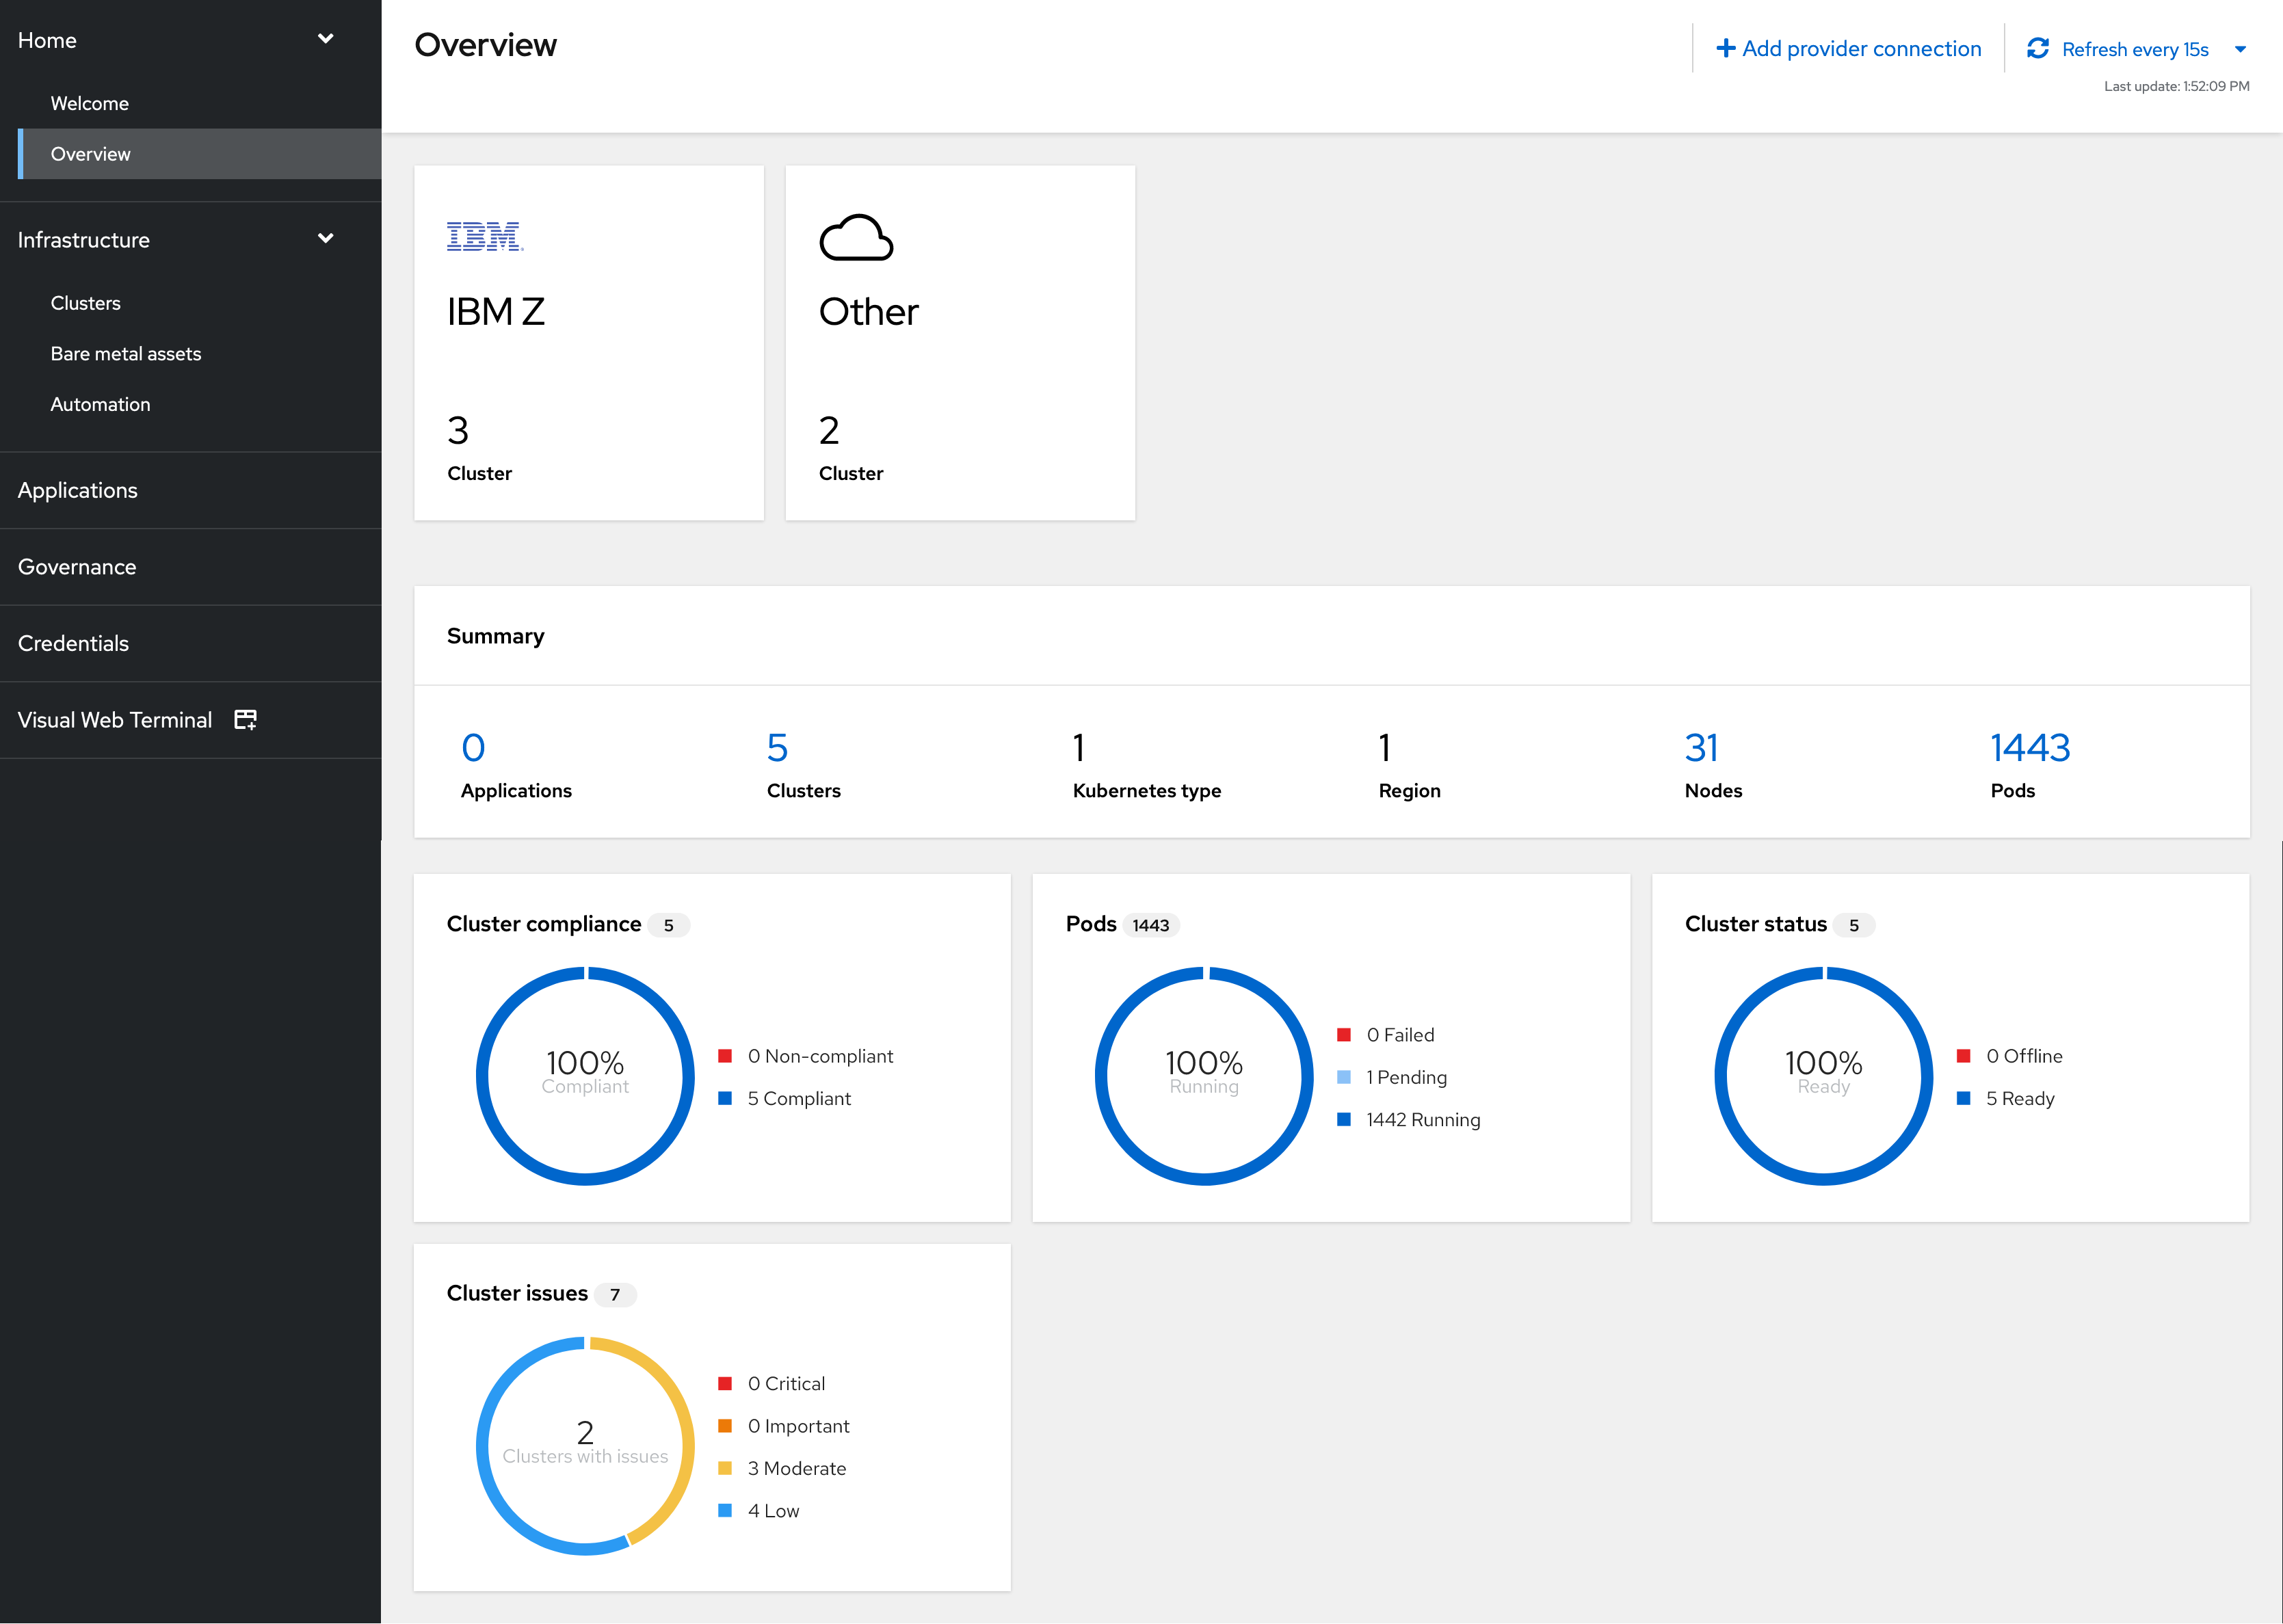 Home
Welcome
Overview
Infrastructure
Clusters
Bare metal assets
Automation
Applications
Governance
Credentials
Visual Web Terminal
Overview
Add provider connection
Refresh every 15s
Last update: 1:52:09 PM
IBM
IBM Z
3
Cluster
Other
2
Cluster
Summary
0
Applications
5
Clusters
1
Kubernetes type
1
Region
31
Nodes
1443
Pods
Cluster compliance 5
100%
Compliant
0 Non-compliant
5 Compliant
Pods 1443
100%
Running
0 Failed
1 Pending
1442 Running
Cluster status 5
100%
Ready
0 Offline
5 Ready
Cluster issues 7
2
Clusters with issues
0 Critical
0 Important
3 Moderate
4 Low